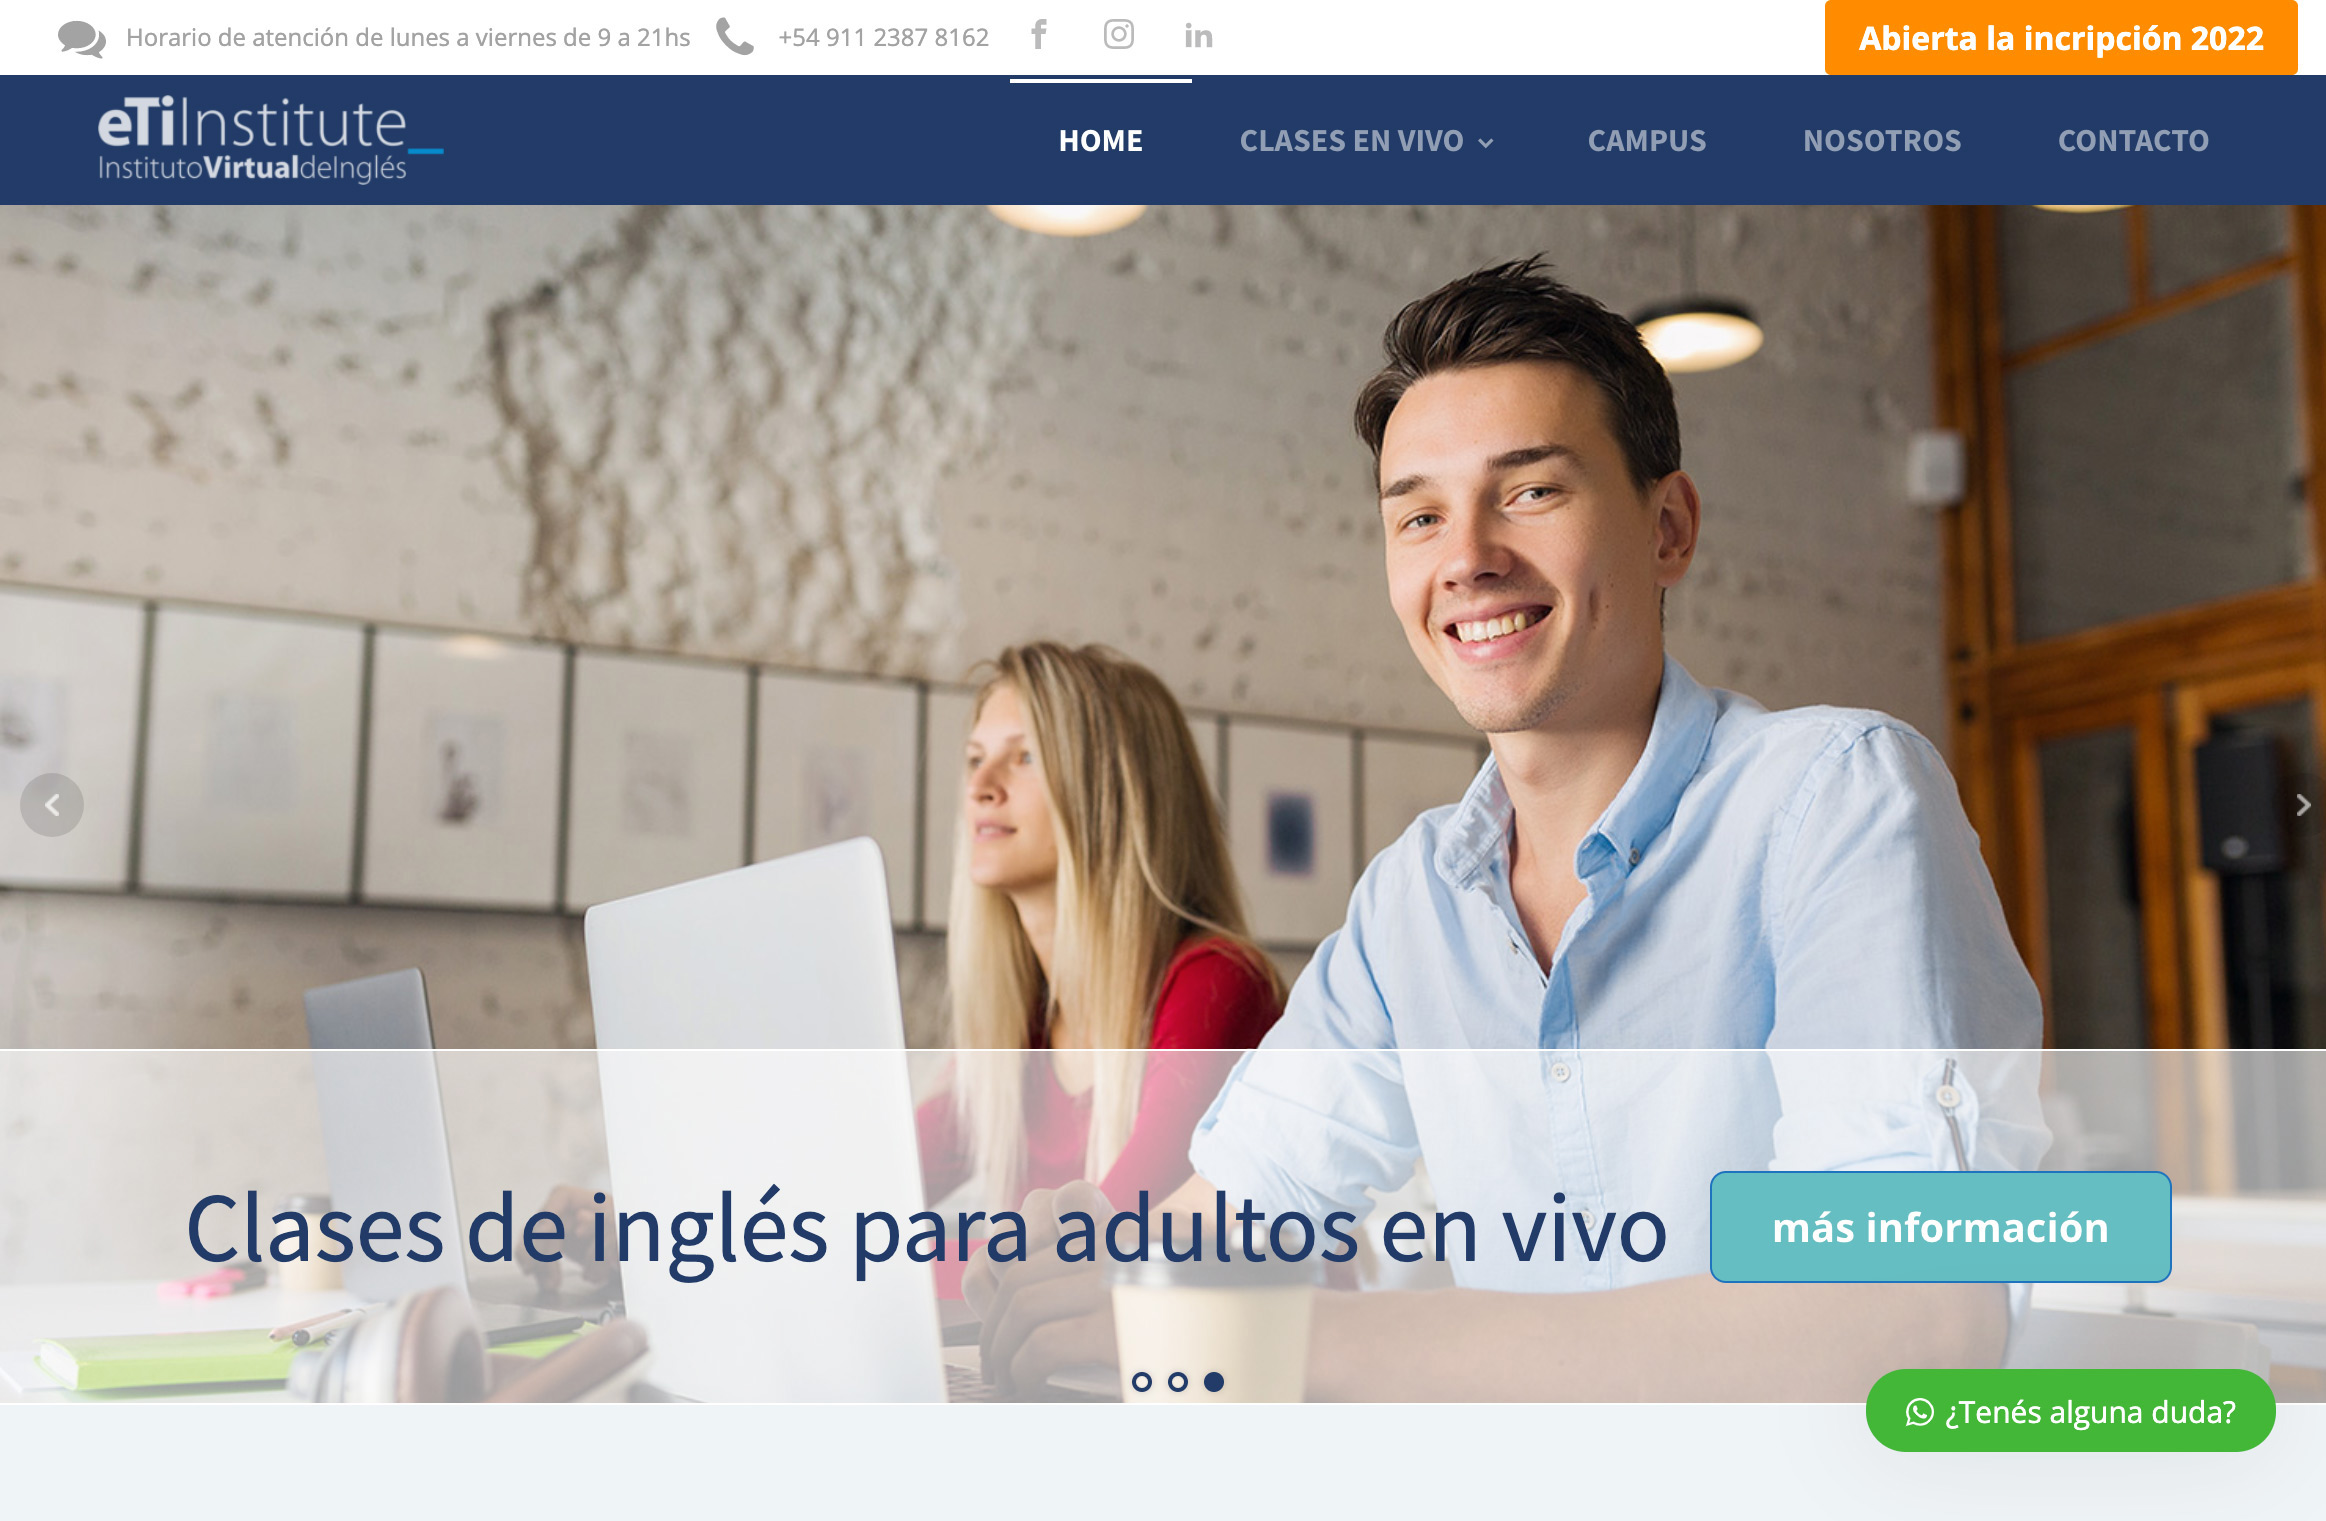 Horario de atención de lunes a viernes de 9 a 21hs
+54 911 2387 8162
Abierta la incripción 2022
eTiInstitute_
InstitutoVirtualdeInglés
HOME
CLASES EN VIVO
CAMPUS
NOSOTROS
CONTACTO
Clases de inglés para adultos en vivo
más información
¿Tenés alguna duda?